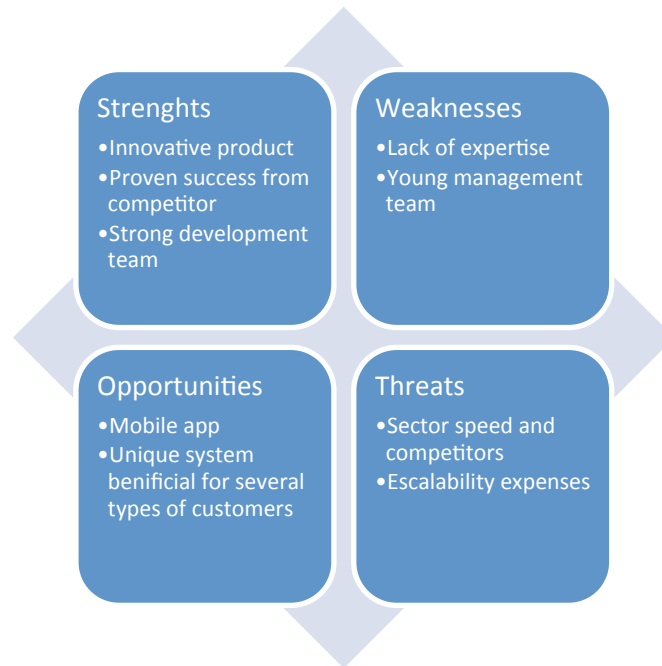 Strenghts
•Innovative product
•Proven success from
competitor
•Strong development
team
Weaknesses
•Lack of expertise
•Young management
team
Opportunities
•Mobile app
•Unique system
benificial for several
types of customers
Threats
•Sector speed and
competitors
•Escalability expenses